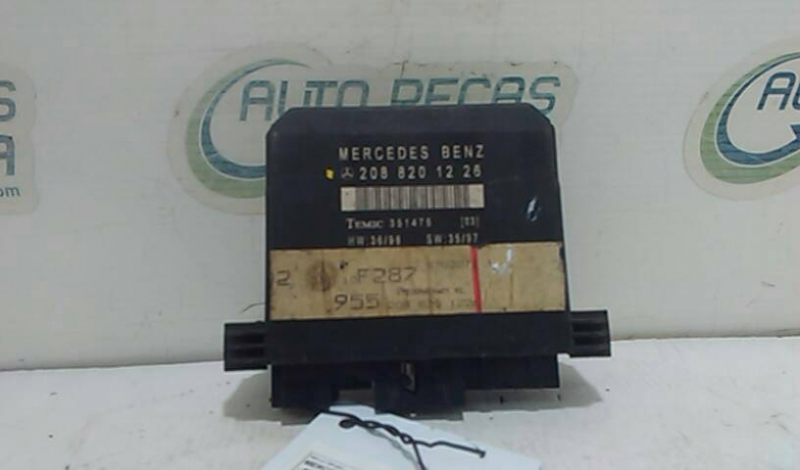 AUTO PEÇAS
MERCEDES BENZ
208 820 12 26
TEMIC 351475 [03]
HW:36/96 SW:35/97
2 F287
955